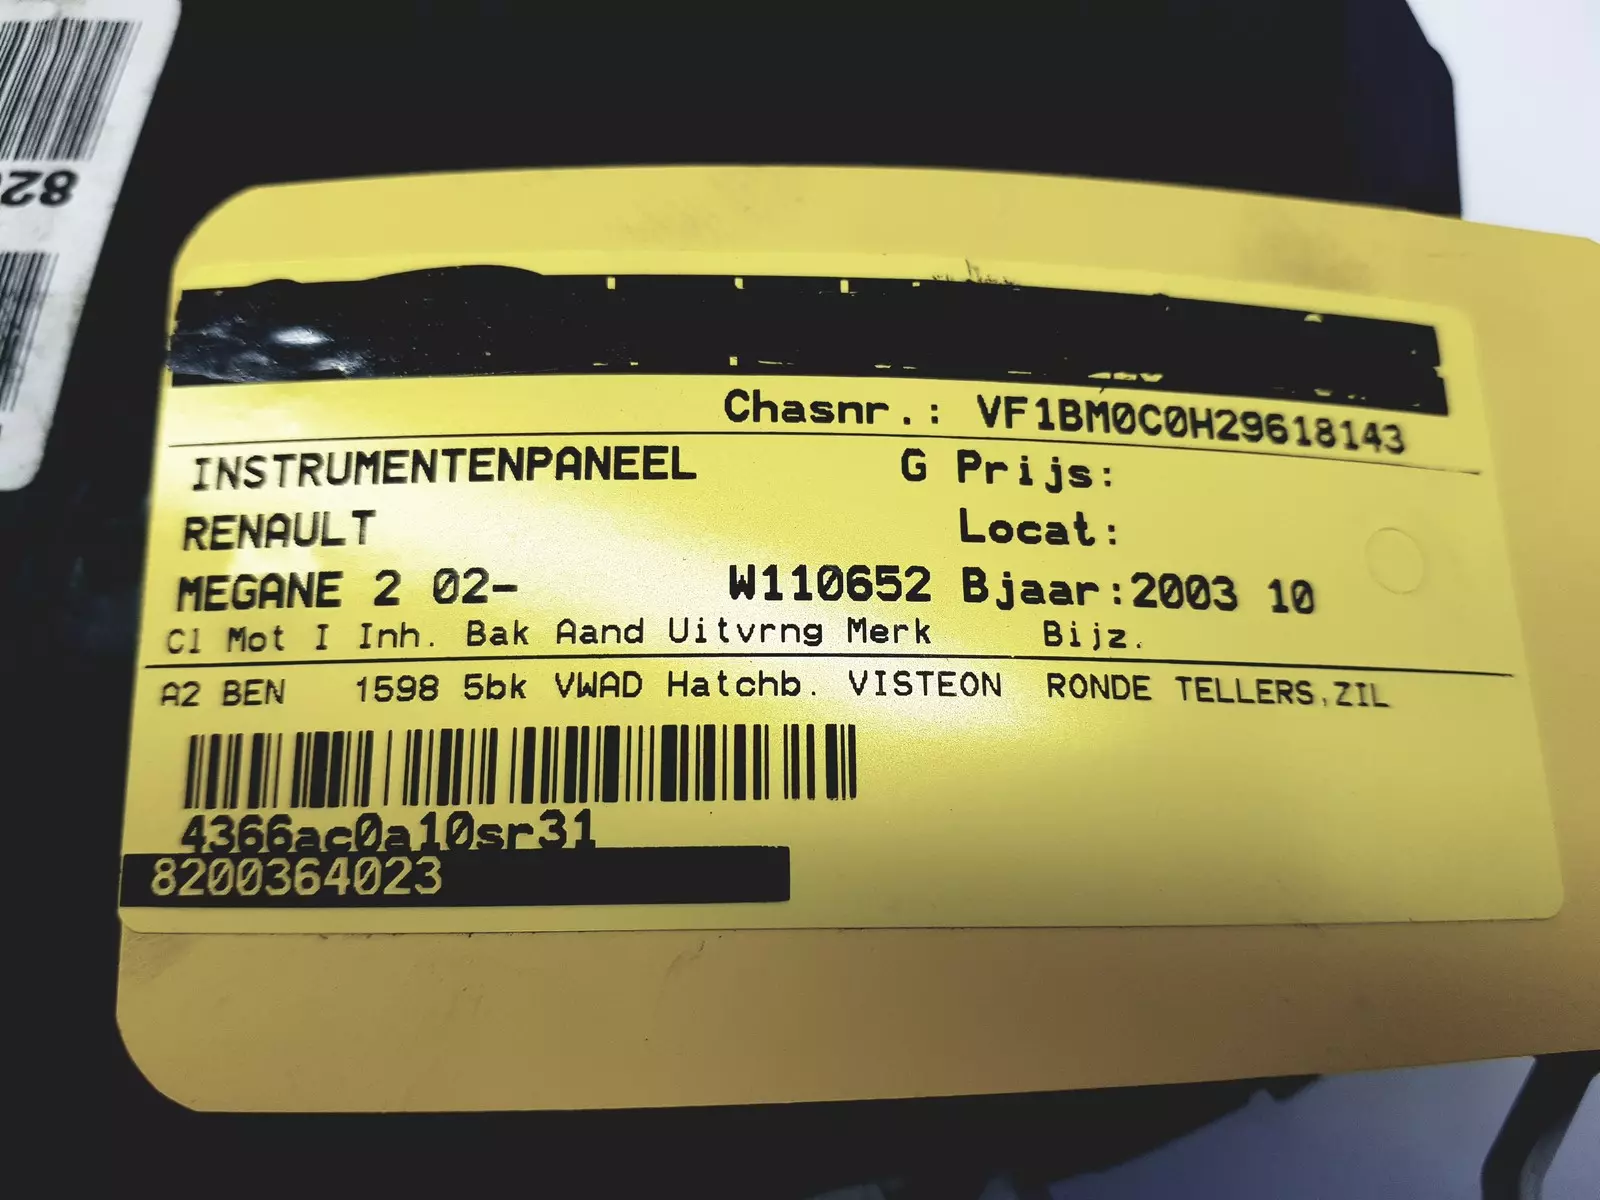 82
Chasnr.: VF1BM0C0H29618143
INSTRUMENTENPANEEL G Prijs:
RENAULT Locat:
MEGANE 2 02- W110652 Bjaar:2003 10
Cl Mot I Inh. Bak Aand Uitvrng Merk Bijz.
A2 BEN 1598 5bk VWAD Hatchb. VISTEON RONDE TELLERS,ZIL
4366ac0a10sr31
8200364023